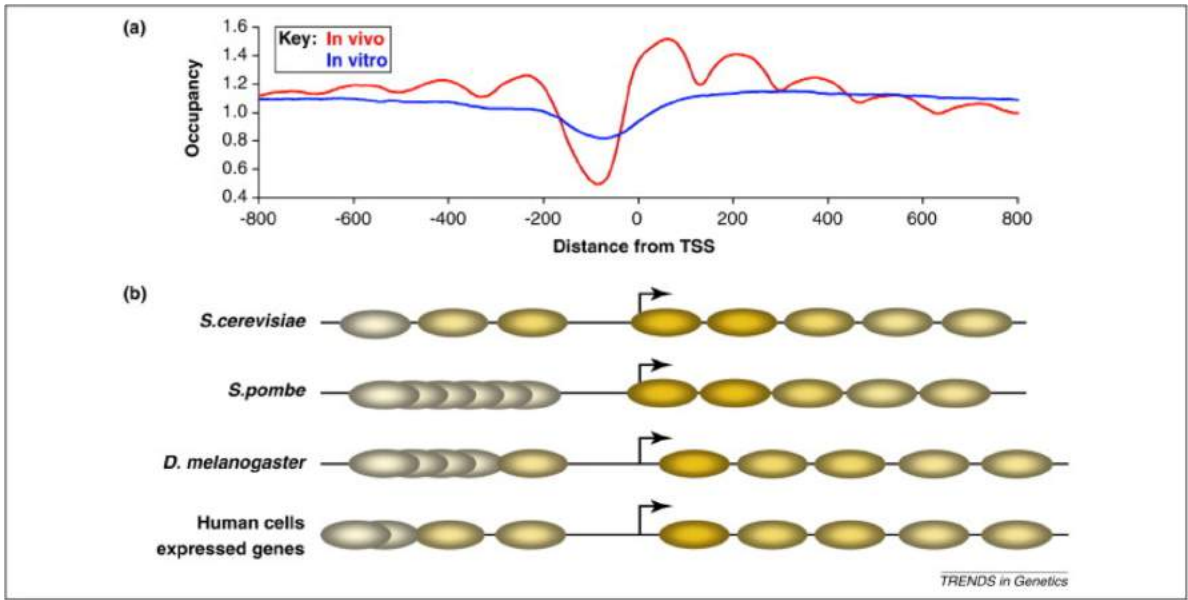 (a)
Key: In vivo
In vitro
Occupancy
1.6
1.4
1.2
1.0
0.8
0.6
0.4
-800 -600 -400 -200 0 200 400 600 800
Distance from TSS
(b)
S.cerevisiae
S.pombe
D. melanogaster
Human cells
expressed genes
TRENDS in Genetics